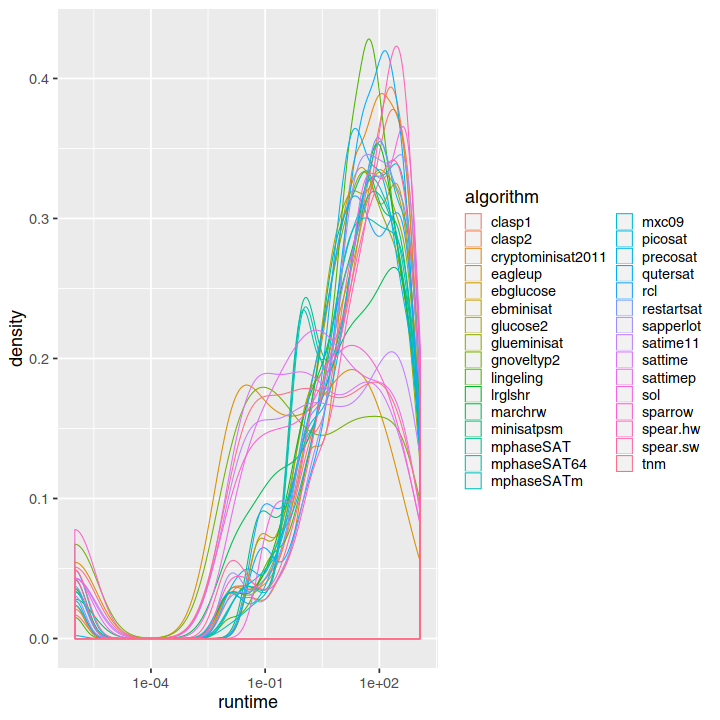 0.4
0.3
0.2
0.1
0.0
density
1e-04
1e-01
1e+02
runtime
algorithm
clasp1
clasp2
cryptominisat2011
eagleup
ebglucose
ebminisat
glucose2
glueminisat
gnoveltyp2
lingeling
lrglshr
marchrw
minisatpsm
mphaseSAT
mphaseSAT64
mphaseSATm
mxc09
picosat
precosat
qutersat
rcl
restartsat
sapperlot
satime11
sattime
sattimep
sol
sparrow
spear.hw
spear.sw
tnm